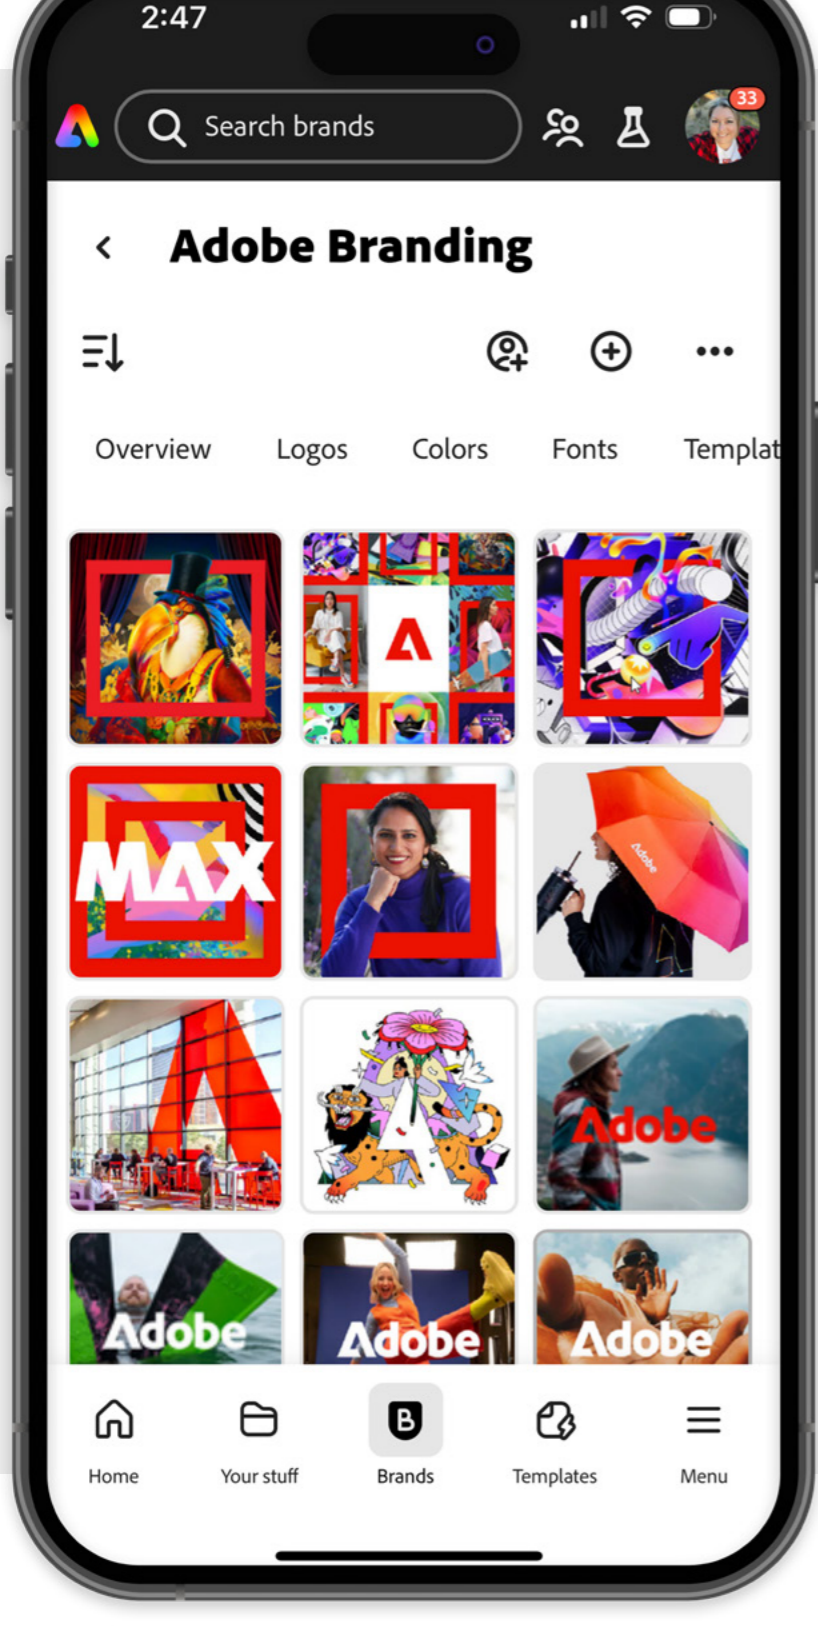 2:47
33
Search brands
Adobe Branding
Overview Logos Colors Fonts Templat
MAX
Adobe
Adobe
Adobe
Adobe
Adobe
B
Home Your stuff Brands Templates Menu